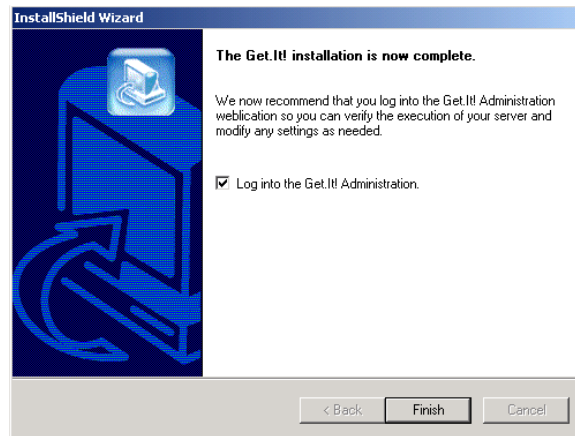 InstallShield Wizard
The Get.It! installation is now complete.
We now recommend that you log into the Get.It! Administration
weblication so you can verify the execution of your server and
modify any settings as needed.
Log into the Get.It! Administration.
< Back Finish Cancel